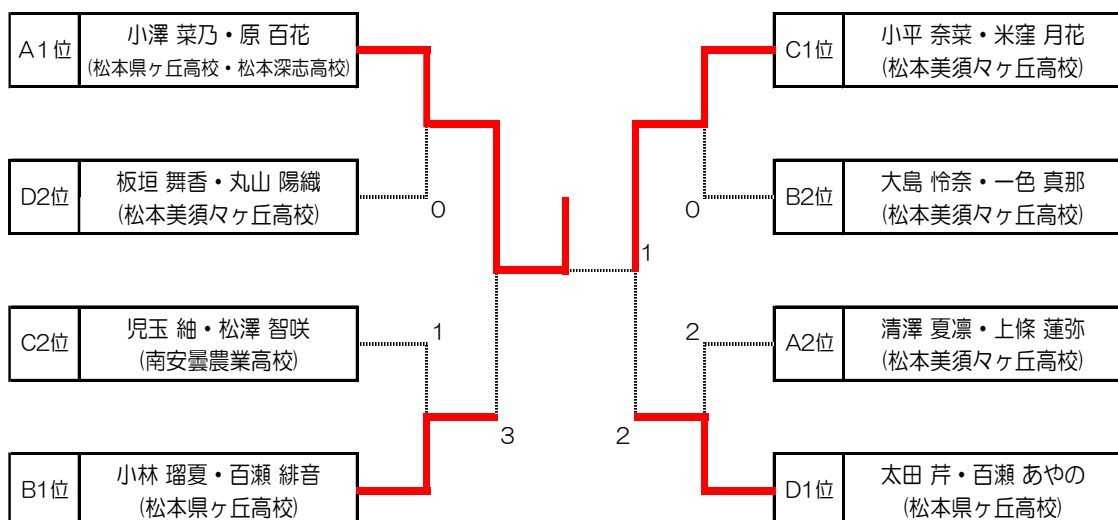 A1位
小澤 菜乃・原 百花
(松本県ヶ丘高校・松本深志高校)
D2位
板垣 舞香・丸山 陽織
(松本美須々ヶ丘高校)
0
C2位
児玉 紬・松澤 智咲
(南安曇農業高校)
1
B1位
小林 瑠夏・百瀬 緋音
(松本県ヶ丘高校)
3
C1位
小平 奈菜・米窪 月花
(松本美須々ヶ丘高校)
B2位
大島 怜奈・一色 真那
(松本美須々ヶ丘高校)
0
1
A2位
清澤 夏凛・上條 蓮弥
(松本美須々ヶ丘高校)
2
D1位
太田 芹・百瀬 あやの
(松本県ヶ丘高校)
2